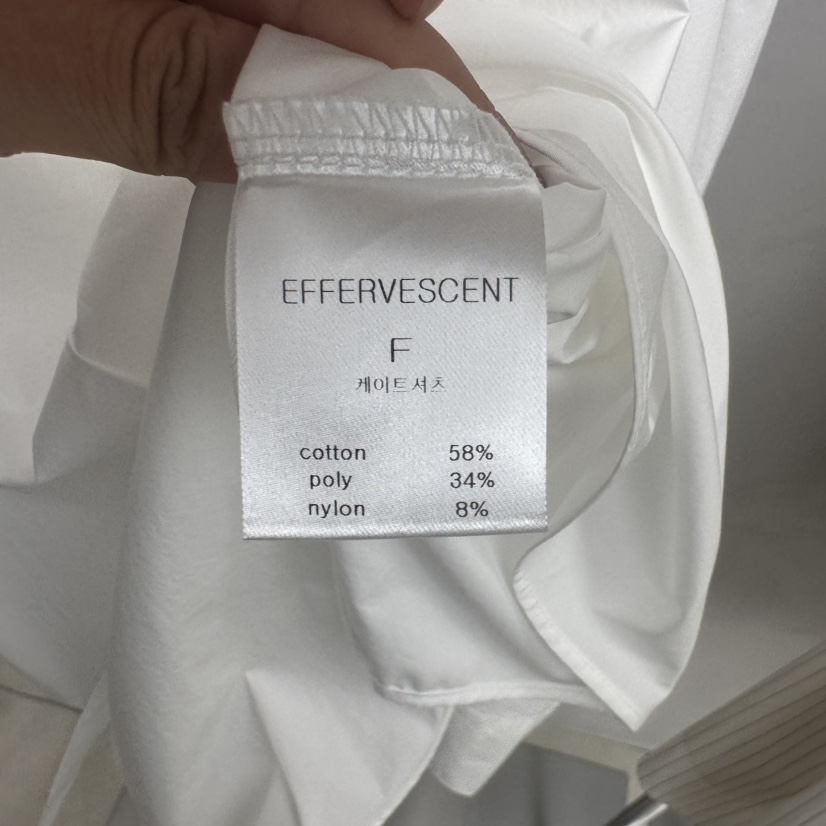 EFFERVESCENT
F
케이트셔츠
cotton 58%
poly 34%
nylon 8%